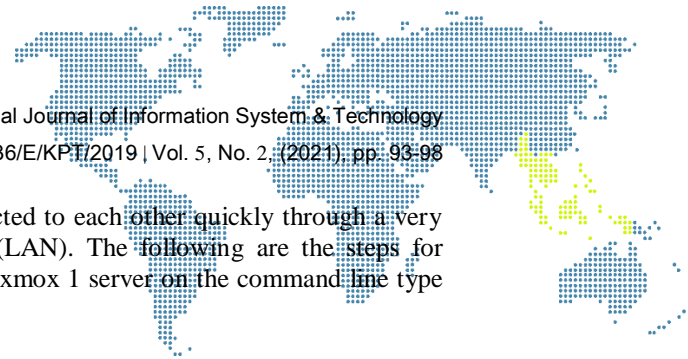 al Journal of Information System & Technology
36/E/KPT/2019 | Vol. 5, No. 2, (2021), pp. 93-98
cted to each other quickly through a very
(LAN). The following are the steps for
xmox 1 server on the command line type